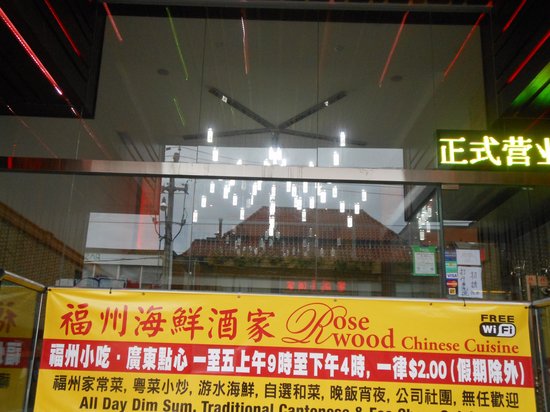 正式营业
福州海鮮酒家 Rosewood Chinese Cuisine
FREE
WiFi
福州小吃·廣東點心 一至五上午9時至下午4時, 一律$2.00 (假期除外)
福州家常菜, 粵菜小炒, 游水海鮮, 自選和菜, 晚飯宵夜, 公司社團, 無任歡迎
All Day Dim Sum, Traditional Cantonese &